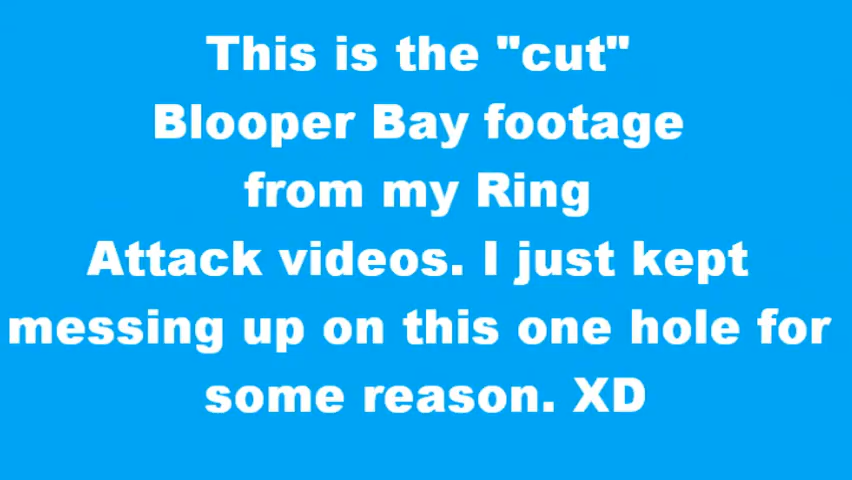 This is the "cut"
Blooper Bay footage
from my Ring
Attack videos. I just kept
messing up on this one hole for
some reason. XD